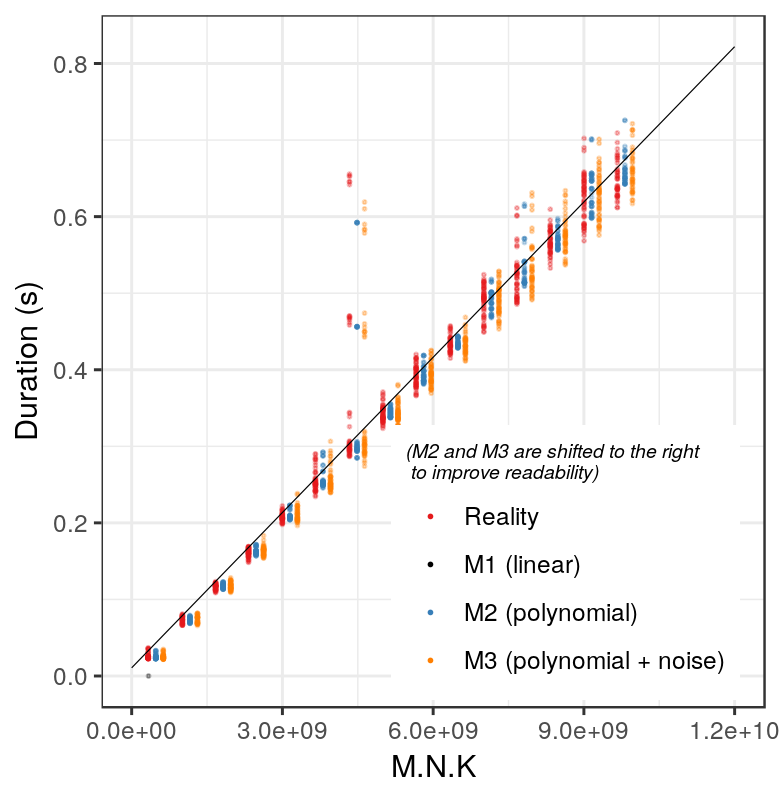 0.8
0.6
0.4
0.2
0.0
Duration (s)
(M2 and M3 are shifted to the right
to improve readability)
Reality
M1 (linear)
M2 (polynomial)
M3 (polynomial + noise)
0.0e+00 3.0e+09 6.0e+09 9.0e+09 1.2e+10
M.N.K